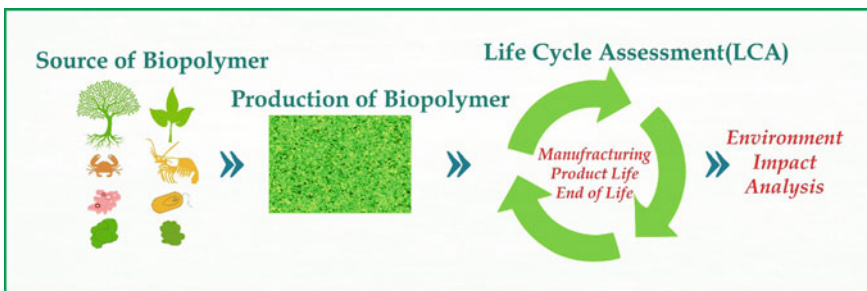 Source of Biopolymer
Production of Biopolymer
Life Cycle Assessment(LCA)
Manufracturing
Product Life
End of Life
Environment
Impact
Analysis